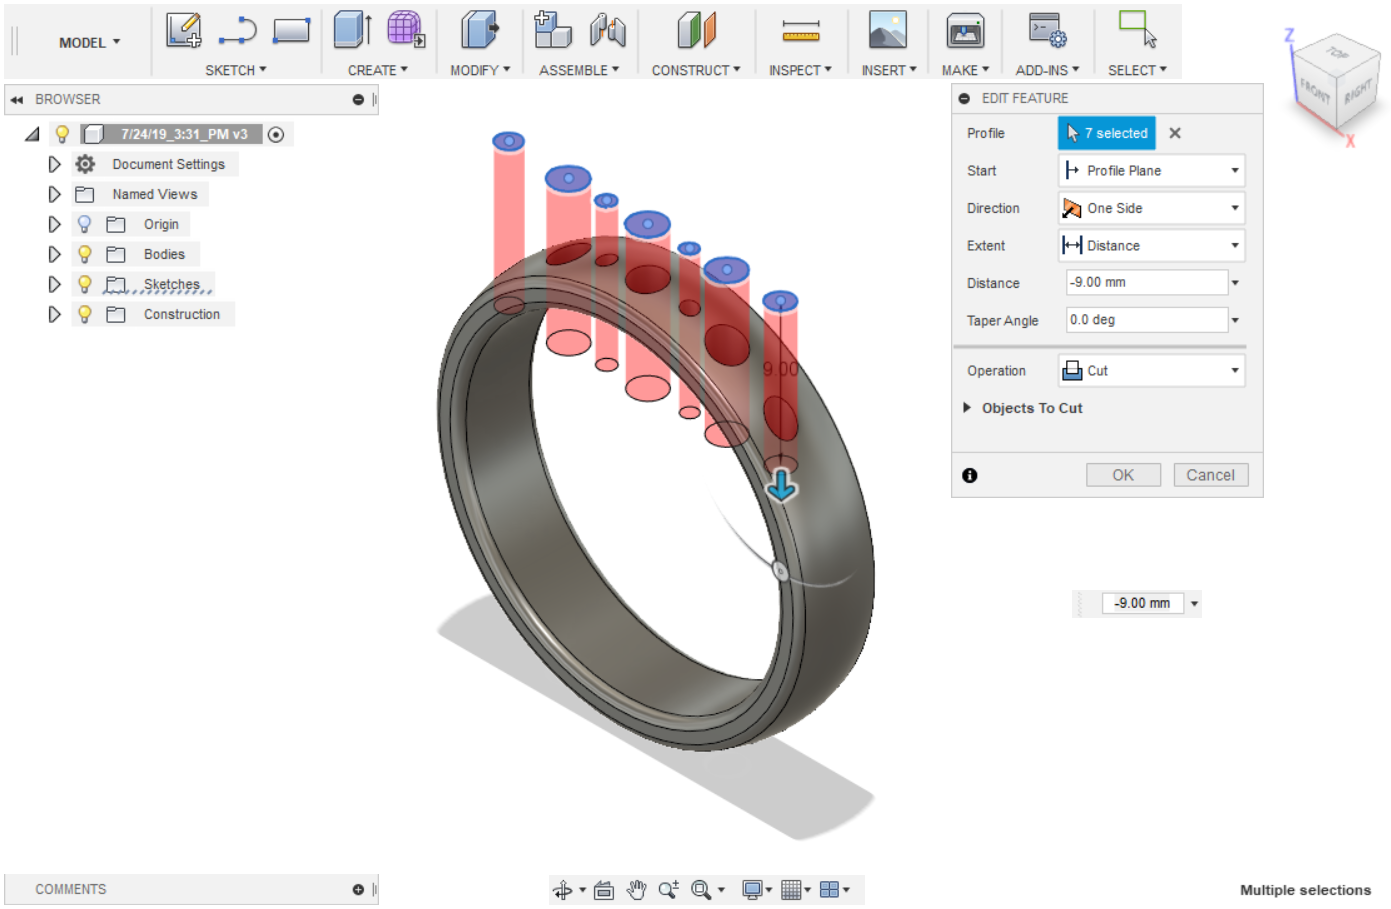 MODEL
SKETCH
CREATE
MODIFY
ASSEMBLE
CONSTRUCT
INSPECT
INSERT
MAKE
ADD-INS
SELECT
Z
TOP
FRONT
RIGHT
X
BROWSER
7/24/19_3:31_PM v3
Document Settings
Named Views
Origin
Bodies
Sketches
Construction
EDIT FEATURE
Profile 7 selected
Start Profile Plane
Direction One Side
Extent Distance
Distance -9.00 mm
Taper Angle 0.0 deg
Operation Cut
Objects To Cut
OK Cancel
9.00
-9.00 mm
COMMENTS
Multiple selections